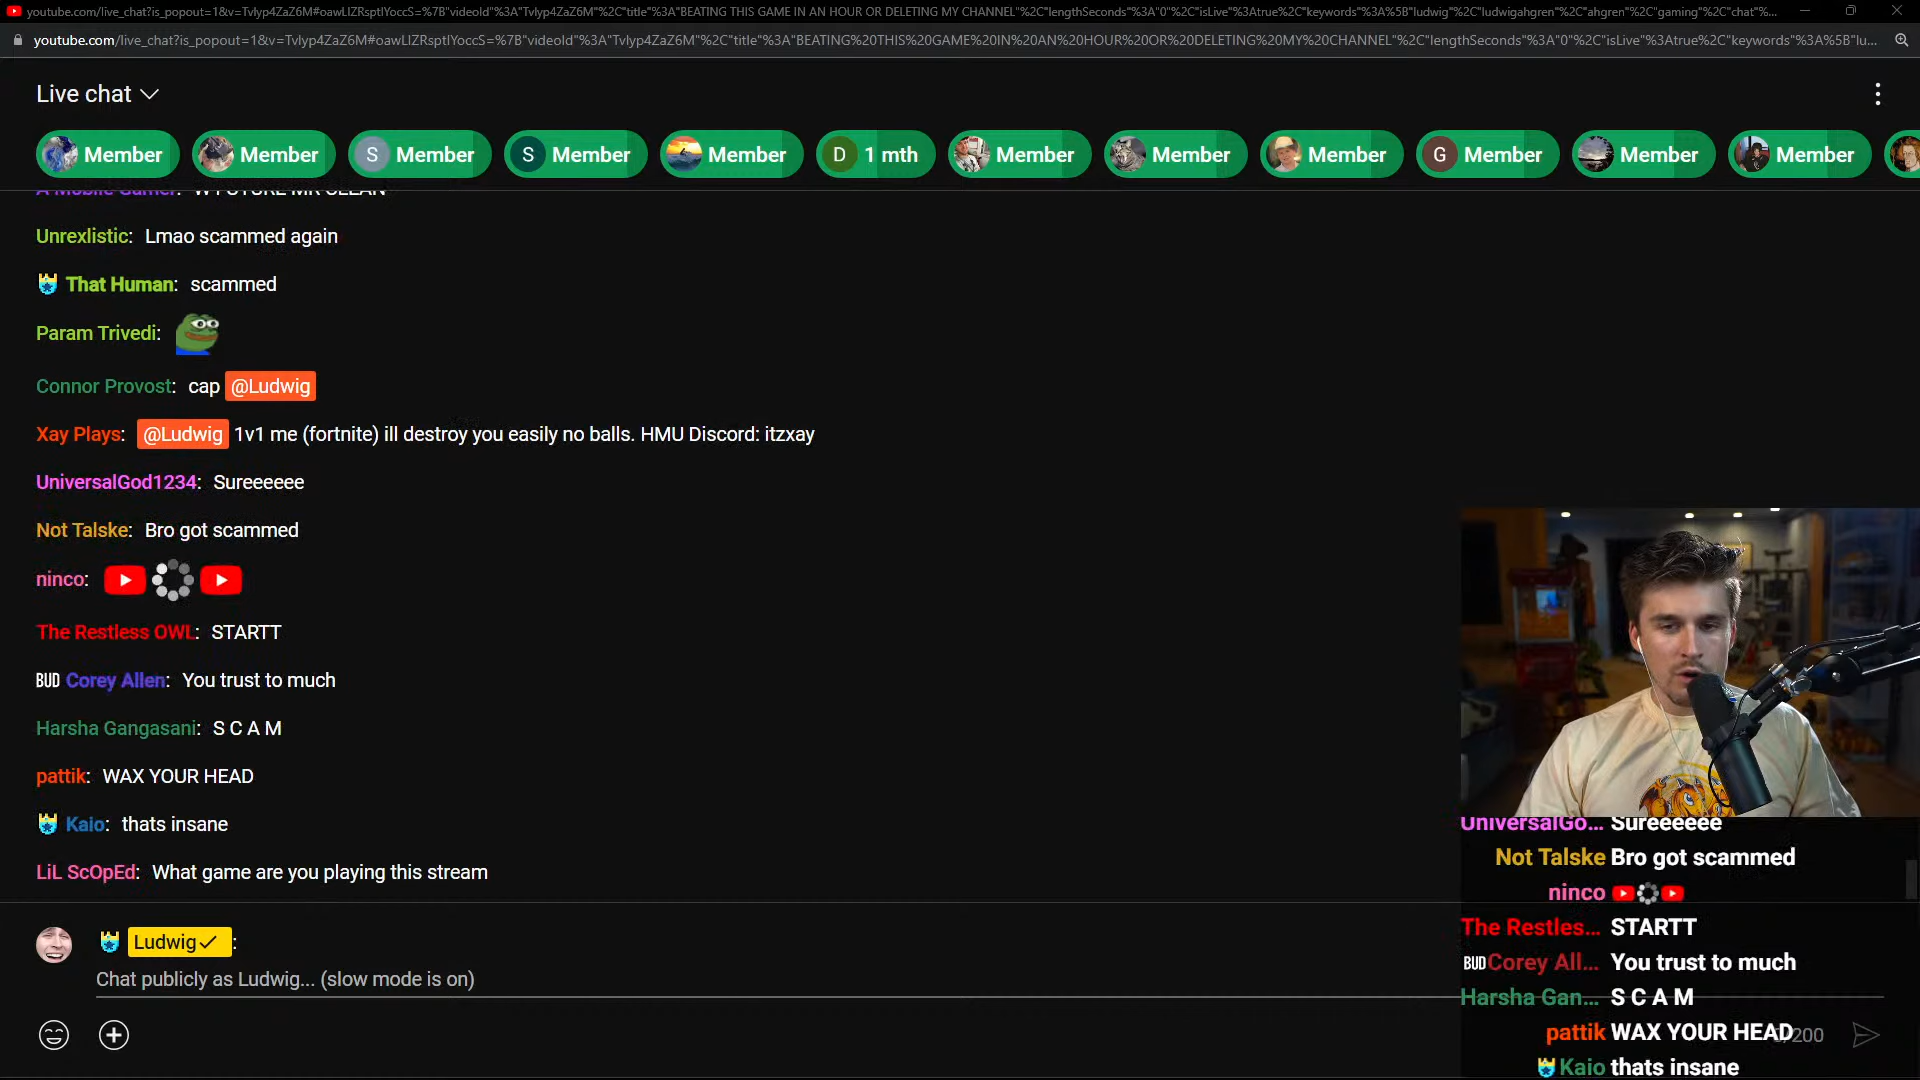 youtube.com/live_chat?is_popout=1&v=Tvlyp4ZaZ6M#oawLIZRsptlYoccS=%7B"videoId"%3A"Tvlyp4ZaZ6M"%2C"title"%3A"BEATING THIS GAME IN AN HOUR OR DELETING MY CHANNEL"%2C"lengthSeconds"%3A"0"%2C"isLive"%3Atrue%2C"keywords"%3A%5B"ludwig"%2C"ludwigahgren"%2C"ahgren"%2C"gaming"%2C"chat"%...
youtube.com/live_chat?is_popout=1&v=Tvlyp4ZaZ6M#oawLIZRsptlYoccS=%7B"videoId"%3A"Tvlyp4ZaZ6M"%2C"title"%3A"BEATING%20THIS%20GAME%20IN%20AN%20HOUR%20OR%20DELETING%20MY%20CHANNEL"%2C"lengthSeconds"%3A"0"%2C"isLive"%3Atrue%2C"keywords"%3A%5B"lu...
Live chat
Member Member S Member S Member Member D 1 mth Member Member Member G Member Member Member
A Mobile Gamer: W FUTURE MR CLEAN
Unrexlistic: Lmao scammed again
That Human: scammed
Param Trivedi:
Connor Provost: cap @Ludwig
Xay Plays: @Ludwig 1v1 me (fortnite) ill destroy you easily no balls. HMU Discord: itzxay
UniversalGod1234: Sureeeeee
Not Talske: Bro got scammed
ninco:
The Restless OWL: STARTT
BUD Corey Allen: You trust to much
Harsha Gangasani: S C A M
pattik: WAX YOUR HEAD
Kaio: thats insane
LiL ScOpEd: What game are you playing this stream
Ludwig:
Chat publicly as Ludwig... (slow mode is on)
UniversalGo... Sureeeeee
Not Talske Bro got scammed
ninco
The Restles... STARTT
BUD Corey All... You trust to much
Harsha Gan... S C A M
pattik WAX YOUR HEAD
/200
Kaio thats insane